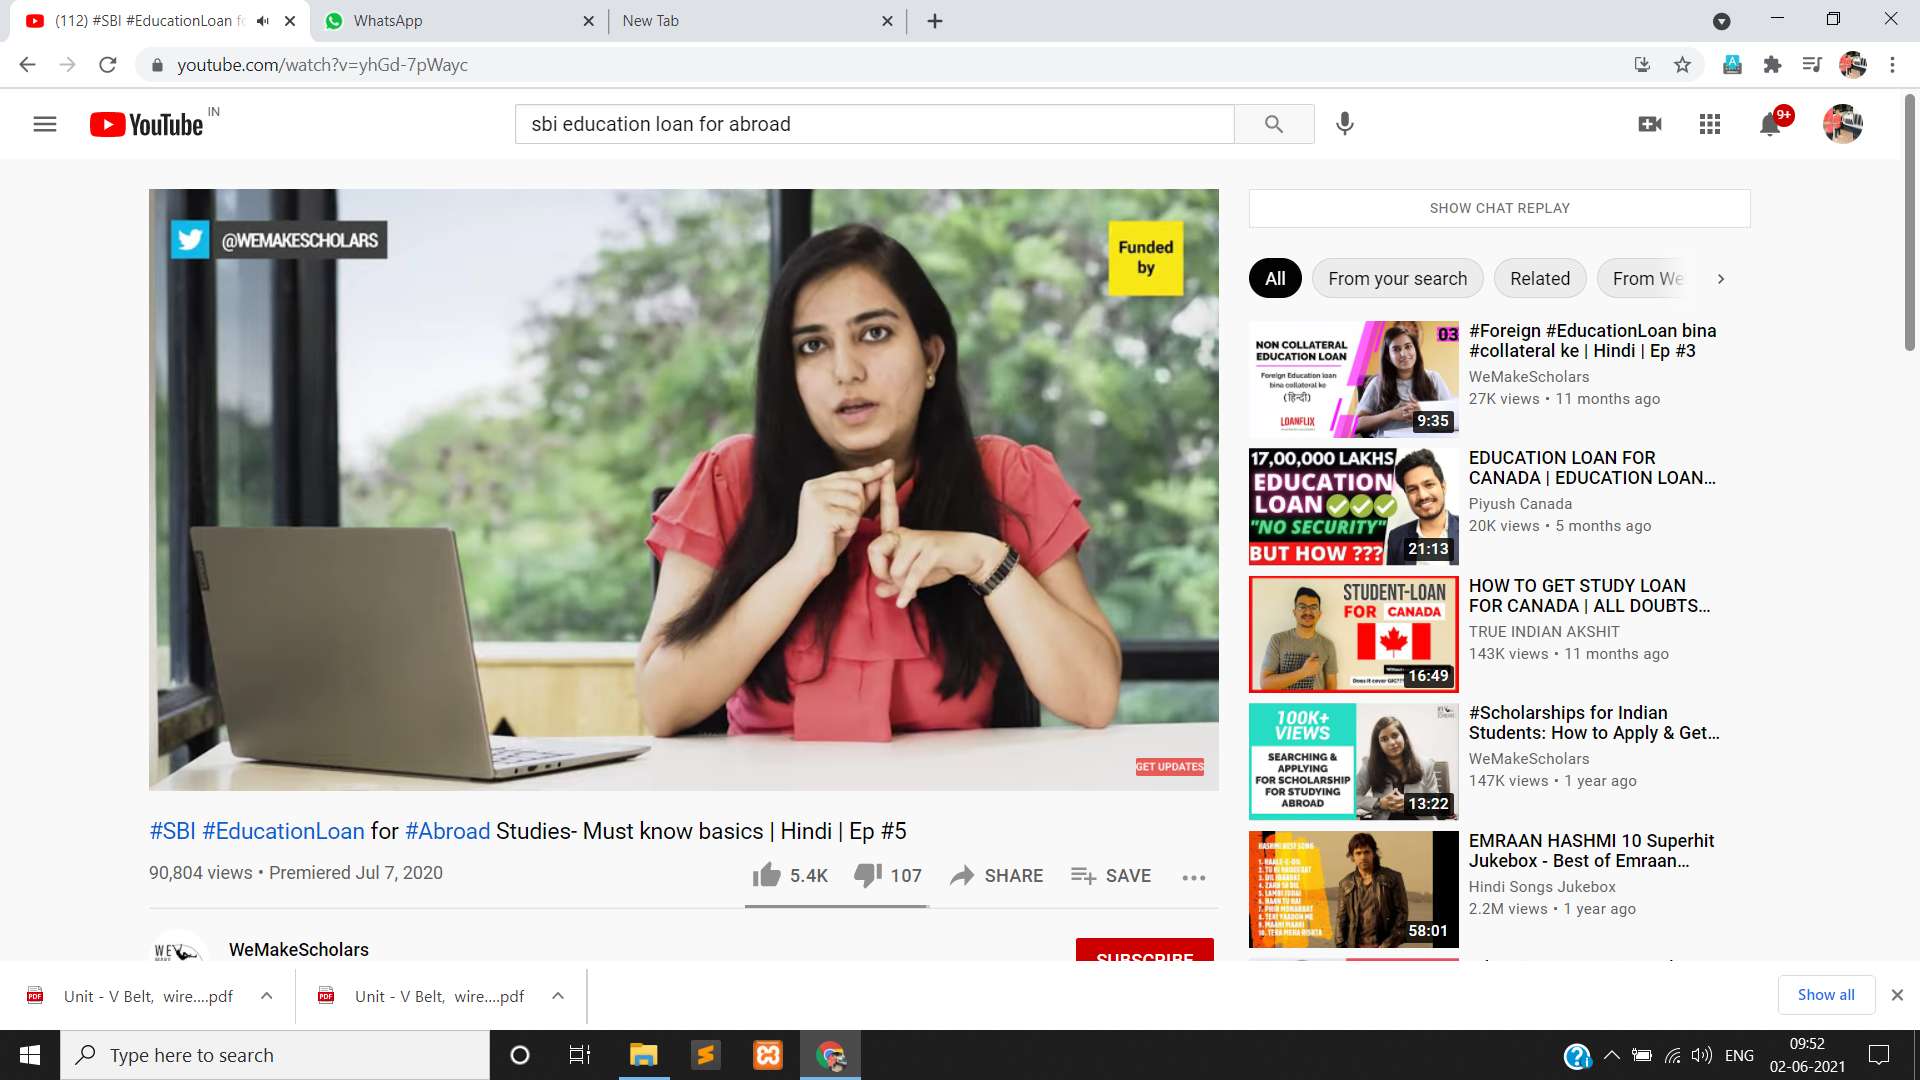 (112) #SBI #EducationLoan fo
WhatsApp
New Tab
youtube.com/watch?v=yhGd-7pWayc
YouTube IN
sbi education loan for abroad
9+
@WEMAKESCHOLARS
Funded
by
GET UPDATES
#SBI #EducationLoan for #Abroad Studies- Must know basics | Hindi | Ep #5
90,804 views • Premiered Jul 7, 2020
5.4K
107
SHARE
SAVE
WeMakeScholars
SUBSCRIBE
SHOW CHAT REPLAY
All
From your search
Related
From We
NON COLLATERAL
EDUCATION LOAN
Foreign Education loan
bina collateral ke
(हिन्दी)
LOANFLIX
03
9:35
#Foreign #EducationLoan bina
#collateral ke | Hindi | Ep #3
WeMakeScholars
27K views • 11 months ago
17,00,000 LAKHS
EDUCATION
LOAN
"NO SECURITY"
BUT HOW ???
21:13
EDUCATION LOAN FOR
CANADA | EDUCATION LOAN...
Piyush Canada
20K views • 5 months ago
STUDENT-LOAN
FOR CANADA
Does it cover GIC??
16:49
HOW TO GET STUDY LOAN
FOR CANADA | ALL DOUBTS...
TRUE INDIAN AKSHIT
143K views • 11 months ago
100K+
VIEWS
SEARCHING &
APPLYING
FOR SCHOLARSHIP
FOR STUDYING
ABROAD
13:22
#Scholarships for Indian
Students: How to Apply & Get...
WeMakeScholars
147K views • 1 year ago
HASHMI BEST SONG
58:01
EMRAAN HASHMI 10 Superhit
Jukebox - Best of Emraan...
Hindi Songs Jukebox
2.2M views • 1 year ago
Unit - V Belt, wire....pdf
Unit - V Belt, wire....pdf
Show all
Type here to search
ENG
09:52
02-06-2021